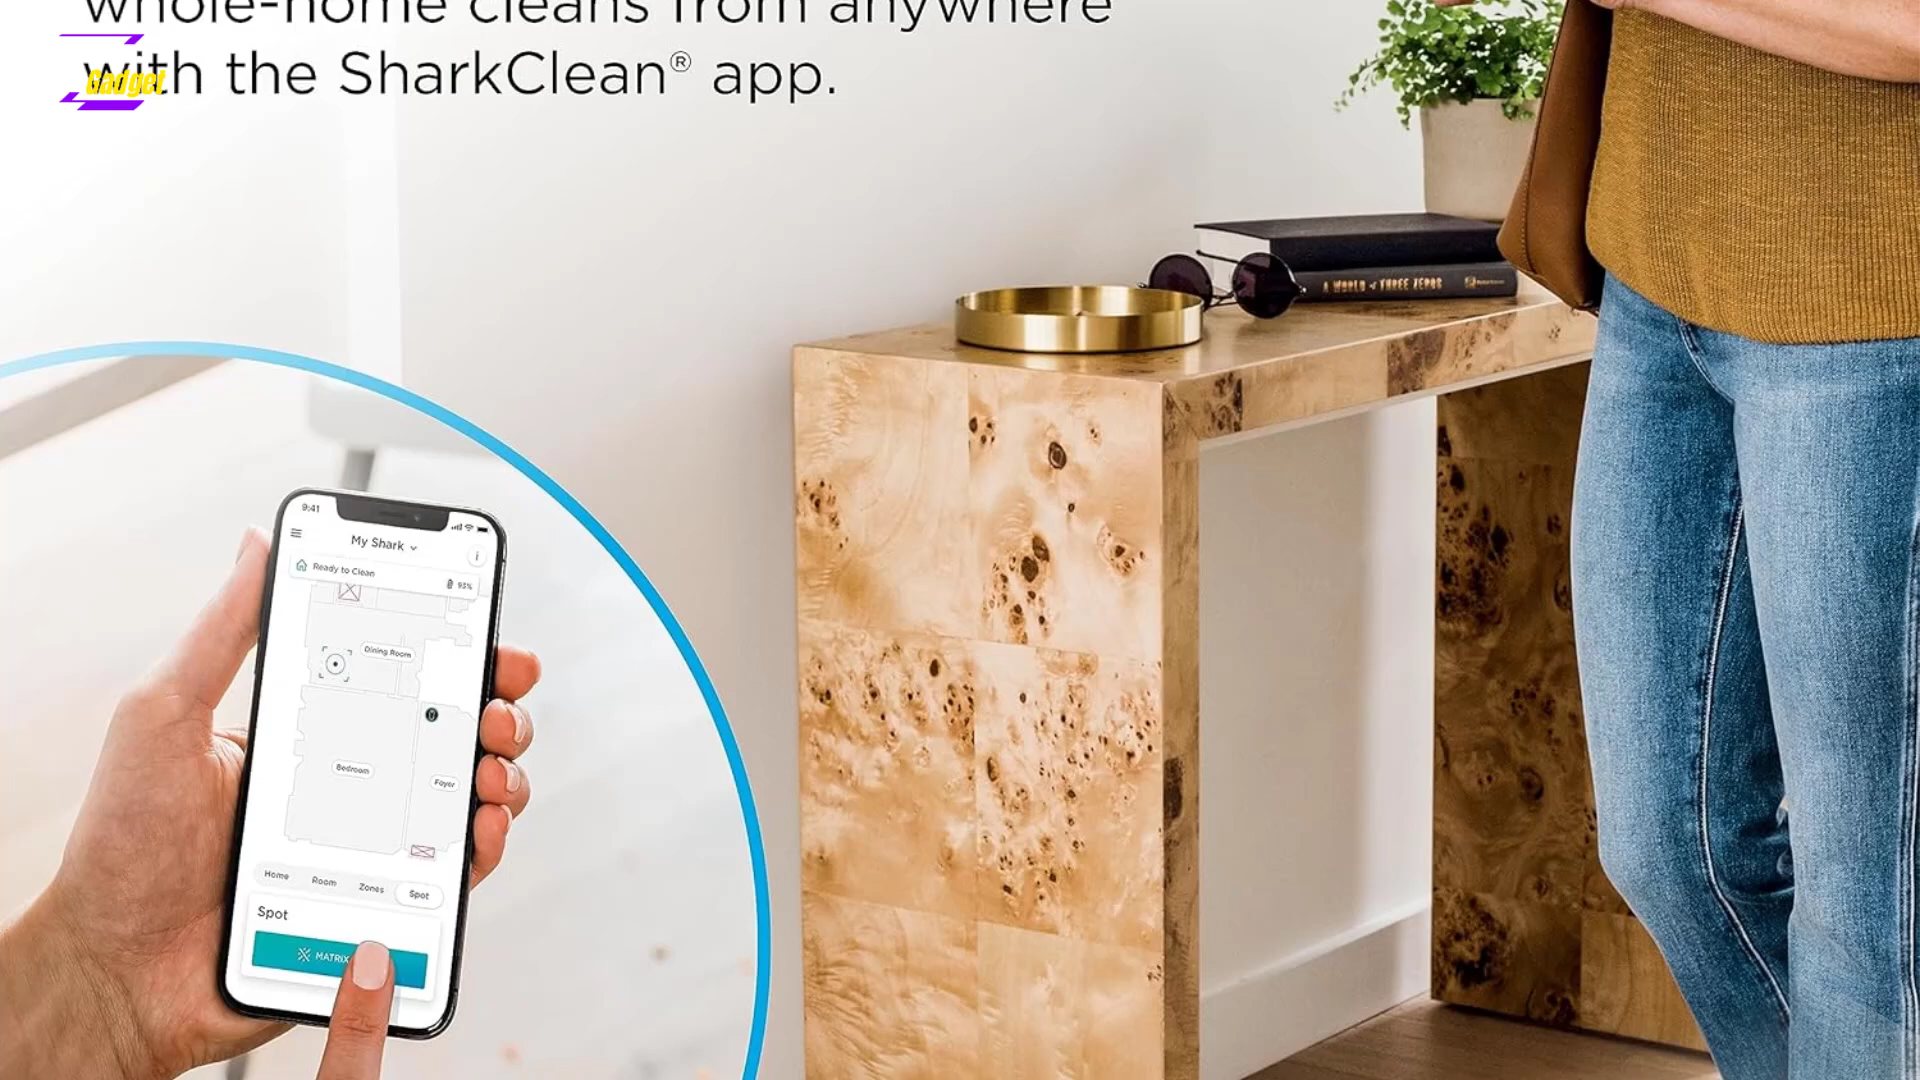 whole-home cleans from anywhere
with the SharkClean® app.
Gadget
A WORLD of THREE ZEROS
9:41
My Shark
i
Ready to Clean
93%
Dining Room
Bedroom
Foyer
Home Room Zones Spot
Spot
MATRIX